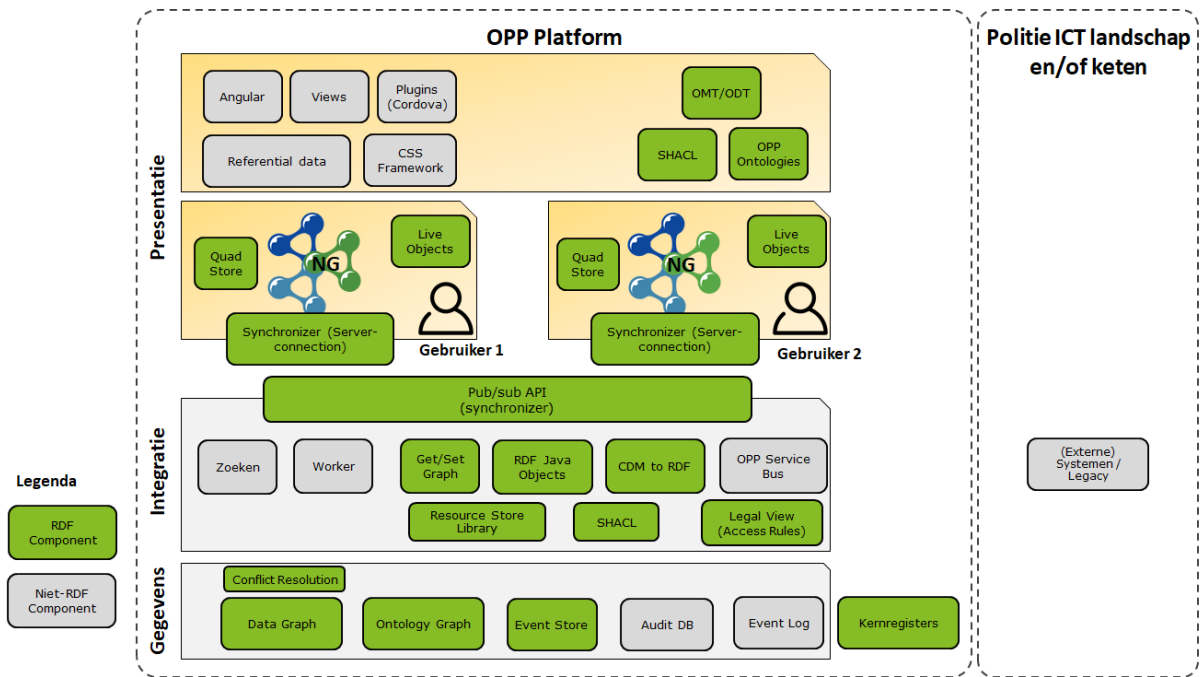 OPP Platform
Politie ICT landschap
en/of keten
Presentatie
Angular
Views
Plugins
(Cordova)
OMT/ODT
Referential data
CSS
Framework
SHACL
OPP
Ontologies
Quad
Store
NG
Live
Objects
Synchronizer (Server-
connection)
Gebruiker 1
Quad
Store
NG
Live
Objects
Synchronizer (Server-
connection)
Gebruiker 2
Integratie
Pub/sub API
(synchronizer)
Zoeken
Worker
Get/Set
Graph
RDF Java
Objects
CDM to RDF
OPP Service
Bus
Resource Store
Library
SHACL
Legal View
(Access Rules)
(Externe)
Systemen /
Legacy
Legenda
RDF
Component
Niet-RDF
Component
Gegevens
Conflict Resolution
Data Graph
Ontology Graph
Event Store
Audit DB
Event Log
Kernregisters